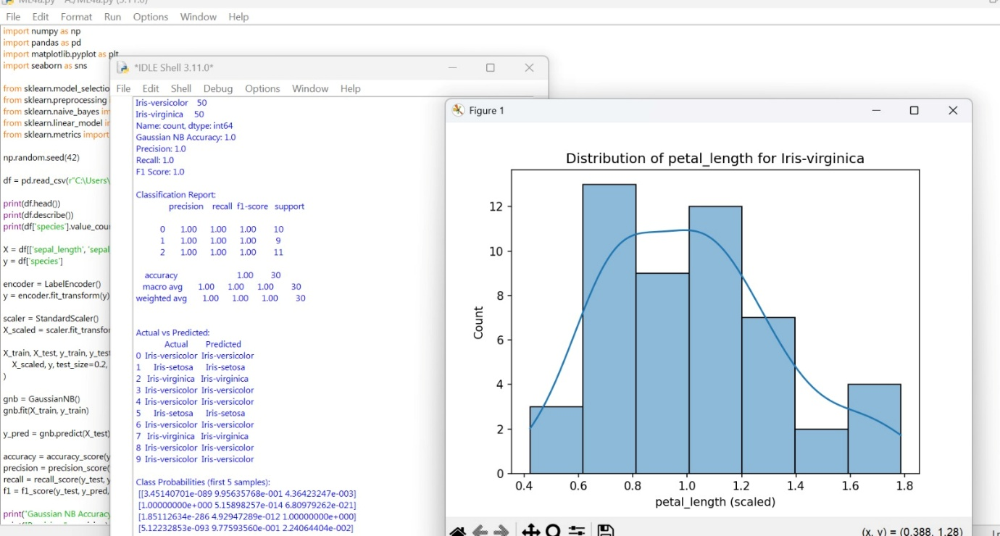 File Edit Format Run Options Window Help
import numpy as np
import pandas as pd
import matplotlib.pyplot as plt
import seaborn as sns
from sklearn.model_selectio
from sklearn.preprocessing
from sklearn.naive_bayes im
from sklearn.linear_model
from sklearn.metrics import
np.random.seed(42)
df = pd.read_csv(r"C:\Users\
print(df.head())
print(df.describe())
print(df['species'].value_cou
X = df[['sepal_length', 'sepal
y = df['species']
encoder = LabelEncoder()
y = encoder.fit_transform(y)
scaler = StandardScaler()
X_scaled = scaler.fit_transfor
X_train, X_test, y_train, y_test
X_scaled, y, test_size=0.2,
)
gnb = GaussianNB()
gnb.fit(X_train, y_train)
y_pred = gnb.predict(X_test)
accuracy = accuracy_score(y
precision = precision_score(
recall = recall_score(y_test, y
f1 = f1_score(y_test, y_pred,
print("Gaussian NB Accuracy
*IDLE Shell 3.11.0*
File Edit Shell Debug Options Window Help
Iris-versicolor 50
Iris-virginica 50
Name: count, dtype: int64
Gaussian NB Accuracy: 1.0
Precision: 1.0
Recall: 1.0
F1 Score: 1.0
Classification Report:
precision recall f1-score support
0 1.00 1.00 1.00 10
1 1.00 1.00 1.00 9
2 1.00 1.00 1.00 11
accuracy 1.00 30
macro avg 1.00 1.00 1.00 30
weighted avg 1.00 1.00 1.00 30
Actual vs Predicted:
Actual Predicted
0 Iris-versicolor Iris-versicolor
1 Iris-setosa Iris-setosa
2 Iris-virginica Iris-virginica
3 Iris-versicolor Iris-versicolor
4 Iris-versicolor Iris-versicolor
5 Iris-setosa Iris-setosa
6 Iris-versicolor Iris-versicolor
7 Iris-virginica Iris-virginica
8 Iris-versicolor Iris-versicolor
9 Iris-versicolor Iris-versicolor
Class Probabilities (first 5 samples):
[[3.45140701e-089 9.95635768e-001 4.36423247e-003]
[1.00000000e+000 5.15898257e-014 6.80979262e-021]
[1.85112634e-286 4.92947289e-012 1.00000000e+000]
[5.12232853e-093 9.77593560e-001 2.24064404e-002]
Figure 1
Distribution of petal_length for Iris-virginica
Count
12
10
8
6
4
2
0
0.4 0.6 0.8 1.0 1.2 1.4 1.6 1.8
petal_length (scaled)
(x, y) = (0.388, 1.28)